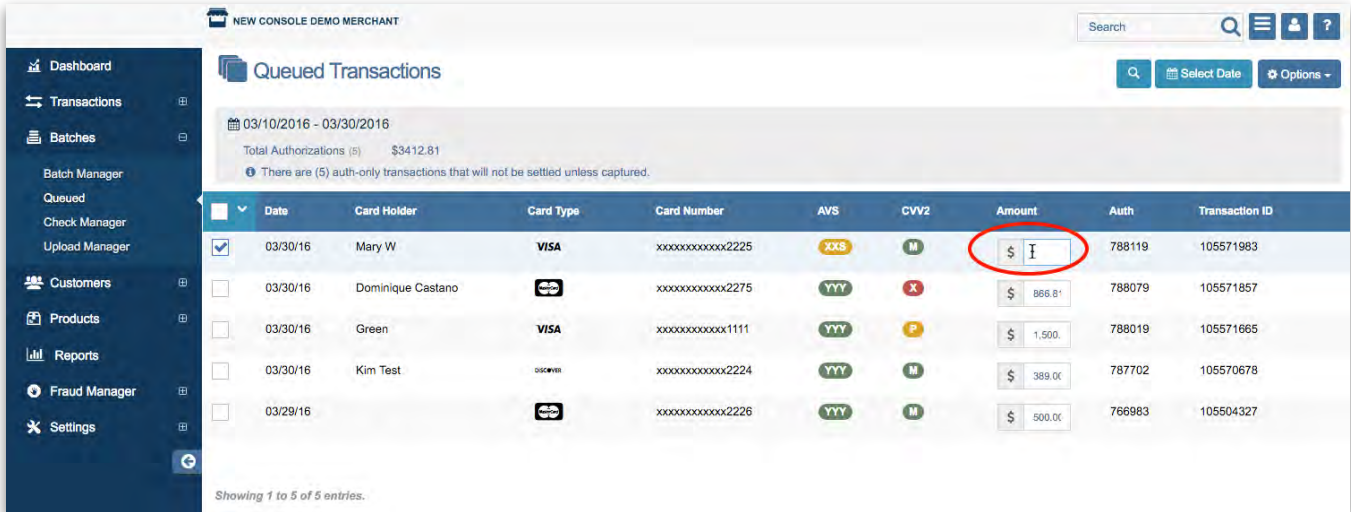 NEW CONSOLE DEMO MERCHANT
Search
?
Dashboard
Transactions
Batches
Batch Manager
Queued
Check Manager
Upload Manager
Customers
Products
Reports
Fraud Manager
Settings
Queued Transactions
Select Date
Options
03/10/2016 - 03/30/2016
Total Authorizations (5) $3412.81
There are (5) auth-only transactions that will not be settled unless captured.
Date Card Holder Card Type Card Number AVS CVV2 Amount Auth Transaction ID
03/30/16 Mary W VISA xxxxxxxxxxxx2225 XXS M $ 788119 105571983
03/30/16 Dominique Castano MasterCard xxxxxxxxxxxx2275 YYY X $ 866.81 788079 105571857
03/30/16 Green VISA xxxxxxxxxxxx1111 YYY P $ 1,500. 788019 105571665
03/30/16 Kim Test DISCOVER xxxxxxxxxxxx2224 YYY M $ 389.00 787702 105570678
03/29/16 MasterCard xxxxxxxxxxxx2226 YYY M $ 500.00 766983 105504327
Showing 1 to 5 of 5 entries.